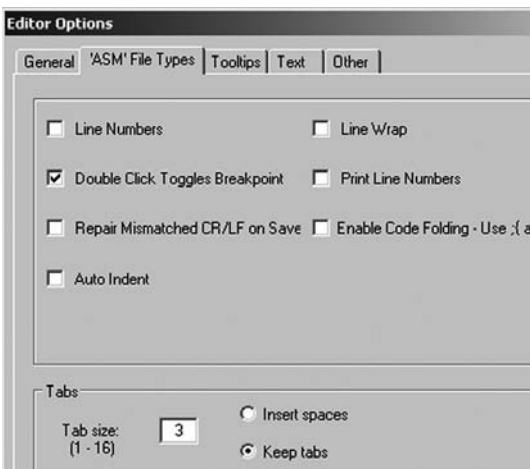 Editor Options
General 'ASM' File Types Tooltips Text Other
Line Numbers
Line Wrap
Double Click Toggles Breakpoint
Print Line Numbers
Repair Mismatched CR/LF on Save
Enable Code Folding - Use ;{ a
Auto Indent
Tabs
Tab size:
(1 - 16)
3
Insert spaces
Keep tabs